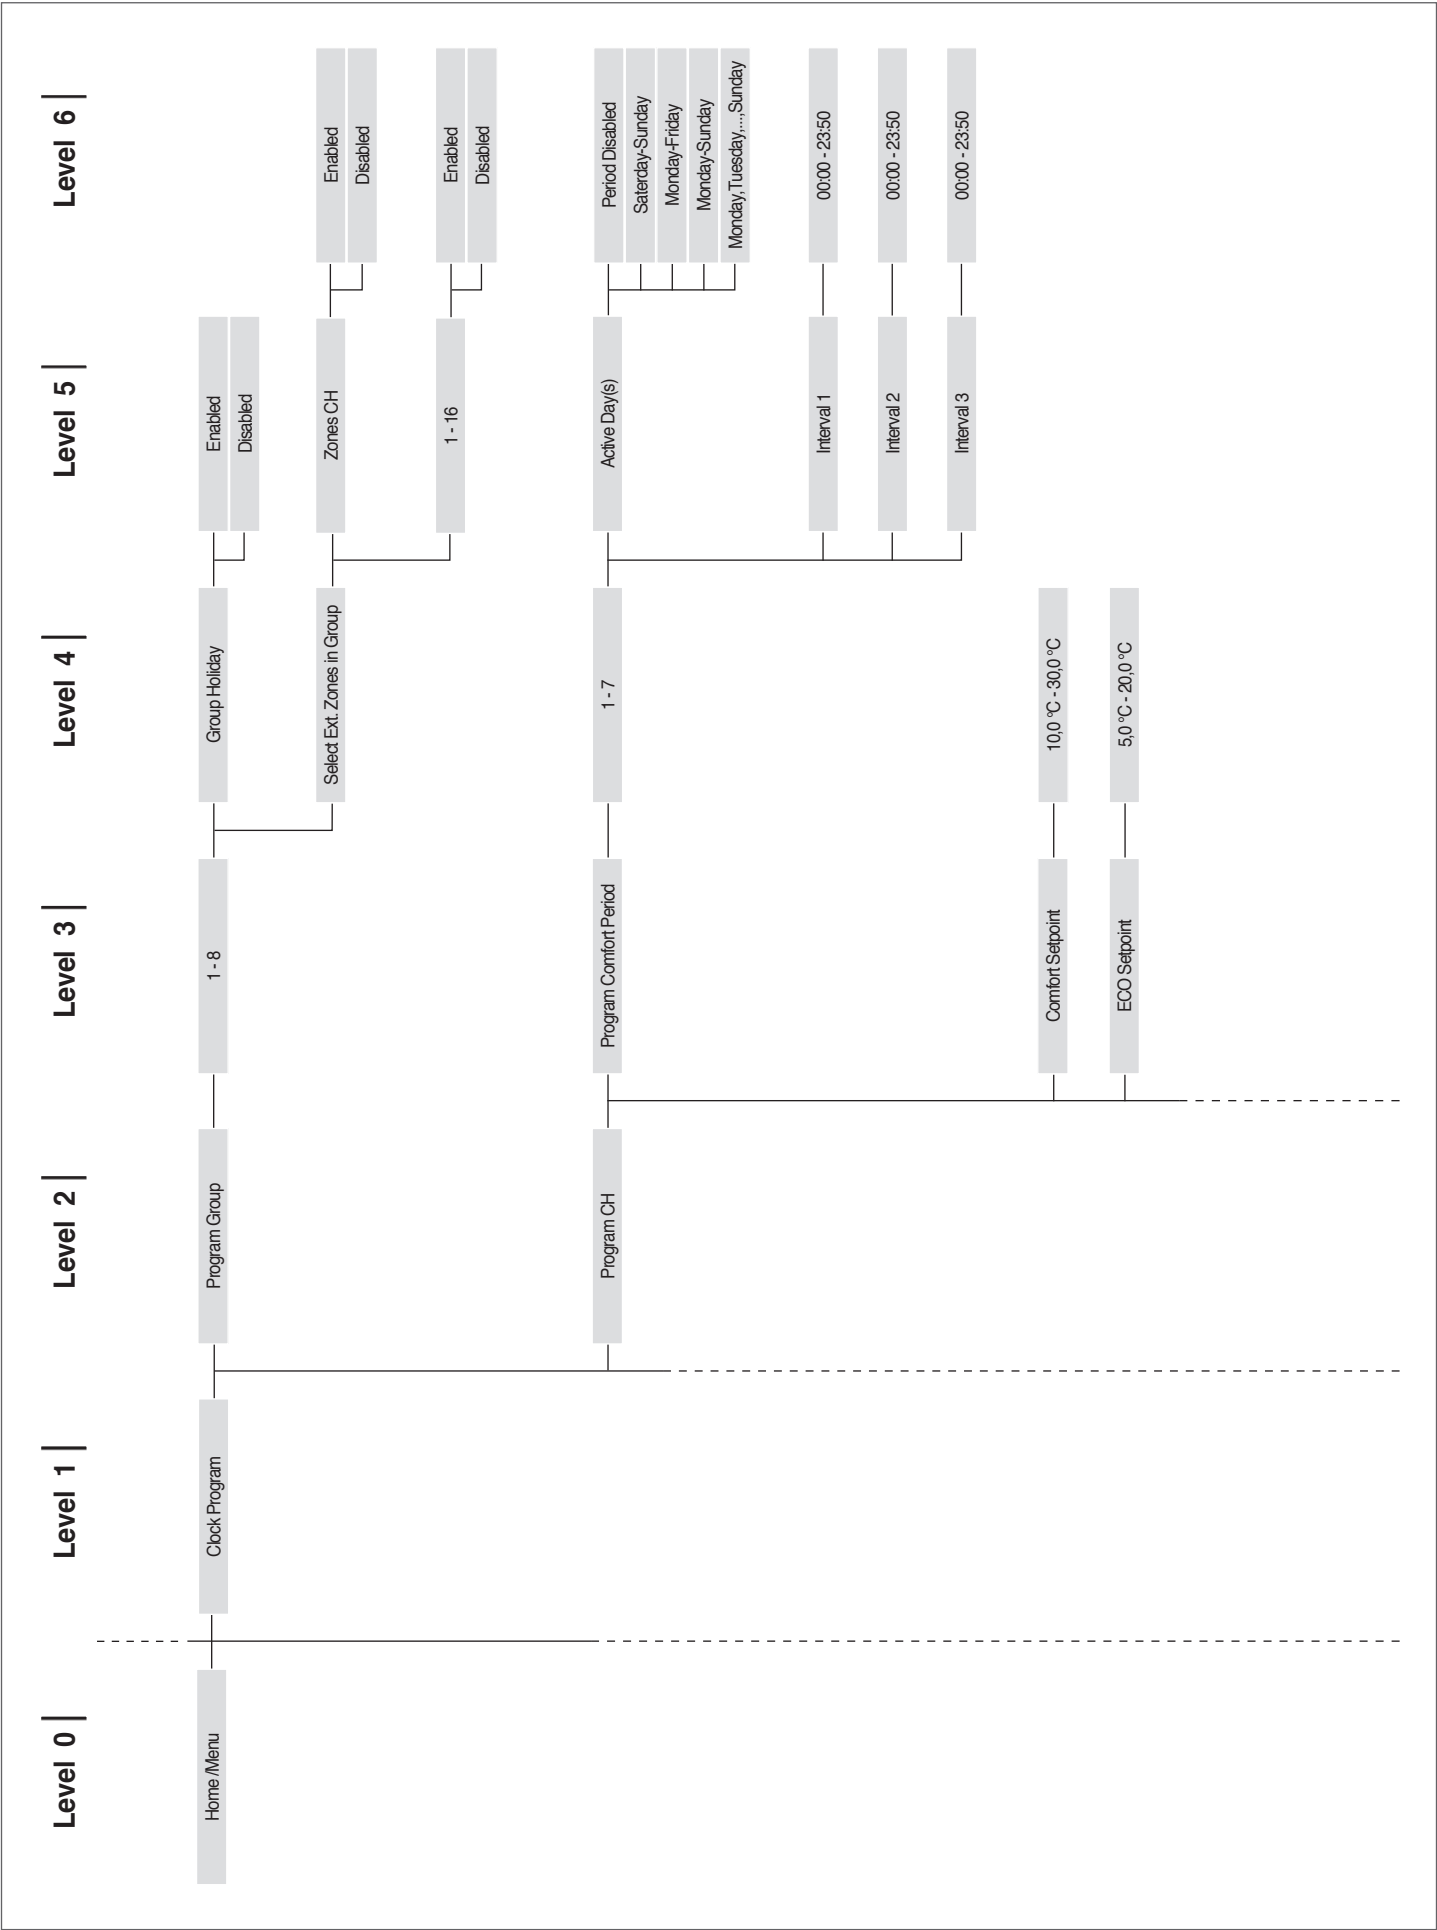 Level 0
Level 1
Level 2
Level 3
Level 4
Level 5
Level 6
Home /Menu
Clock Program
Program Group
1 - 8
Group Holiday
Enabled
Disabled
Select Ext. Zones in Group
Zones CH
Enabled
Disabled
1 - 16
Enabled
Disabled
Program CH
Program Comfort Period
1 - 7
Active Day(s)
Period Disabled
Saterday-Sunday
Monday-Friday
Monday-Sunday
Monday,Tuesday,...,Sunday
Interval 1
00:00 - 23:50
Interval 2
00:00 - 23:50
Interval 3
00:00 - 23:50
Comfort Setpoint
10,0 °C - 30,0 °C
ECO Setpoint
5,0 °C - 20,0 °C